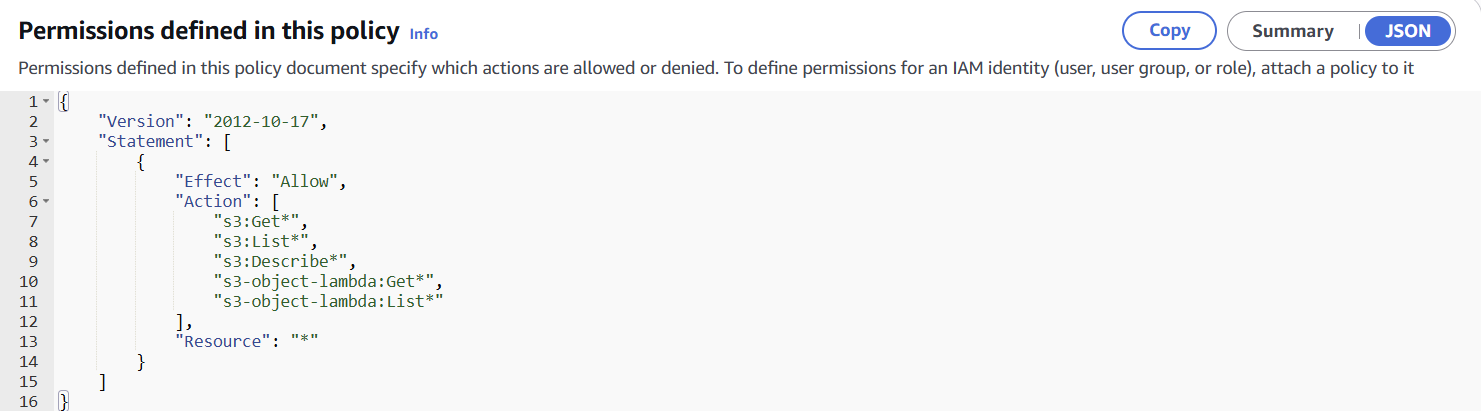 Permissions defined in this policy Info Copy Summary JSON
Permissions defined in this policy document specify which actions are allowed or denied. To define permissions for an IAM identity (user, user group, or role), attach a policy to it
1 {
2     "Version": "2012-10-17",
3     "Statement": [
4         {
5             "Effect": "Allow",
6             "Action": [
7                 "s3:Get*",
8                 "s3:List*",
9                 "s3:Describe*",
10                 "s3-object-lambda:Get*",
11                 "s3-object-lambda:List*"
12             ],
13             "Resource": "*"
14         }
15     ]
16 }